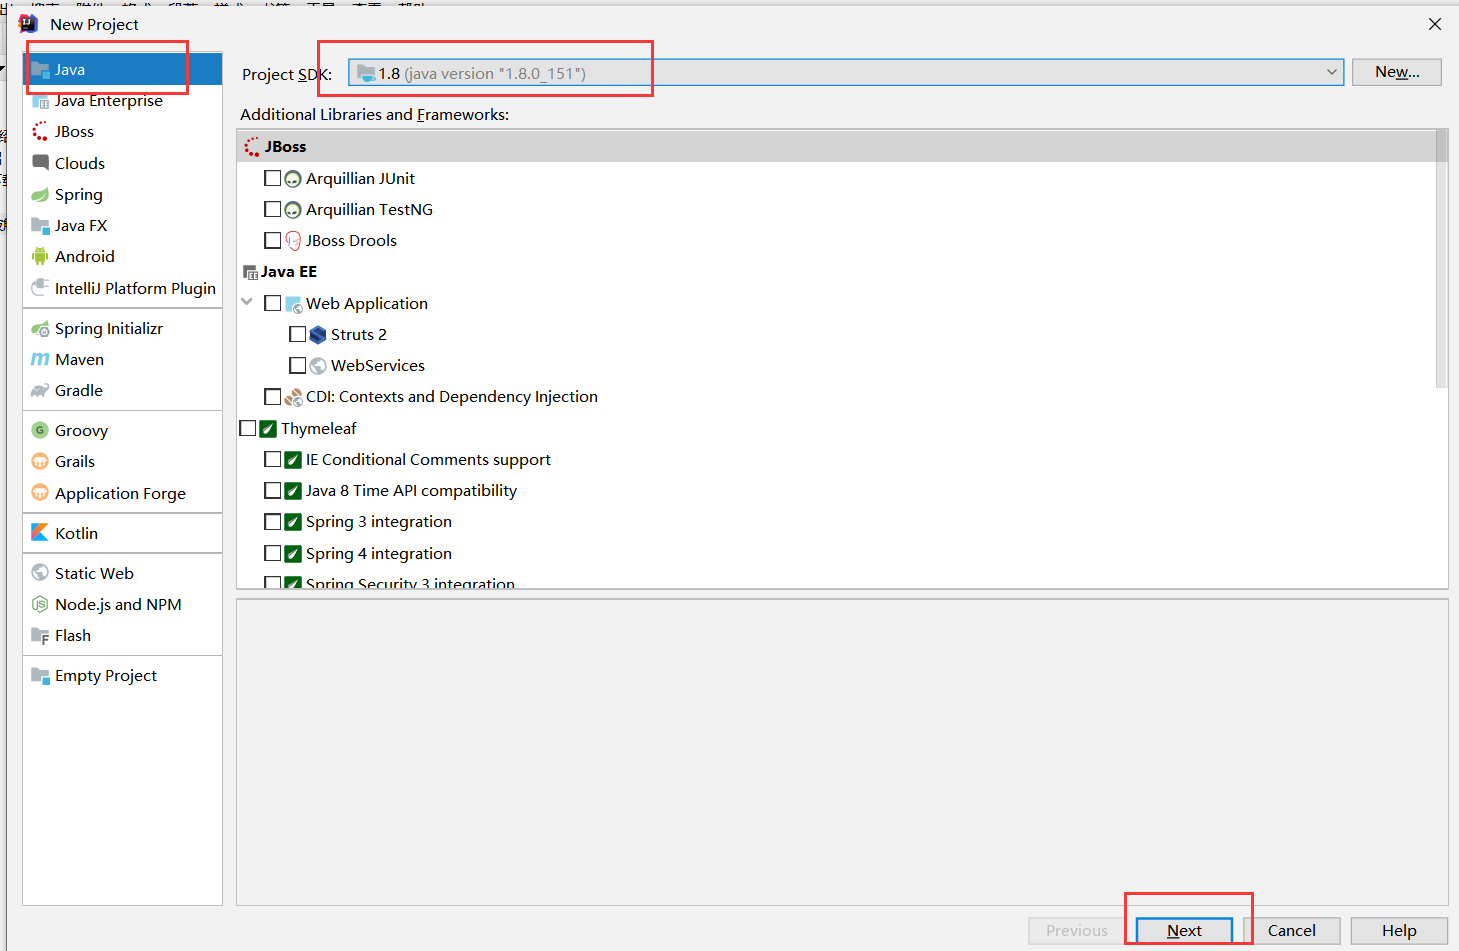 New Project
Java
Java Enterprise
JBoss
Clouds
Spring
Java FX
Android
IntelliJ Platform Plugin
Spring Initializr
Maven
Gradle
Groovy
Grails
Application Forge
Kotlin
Static Web
Node.js and NPM
Flash
Empty Project
Project SDK: 1.8 (java version "1.8.0_151") New...
Additional Libraries and Frameworks:
JBoss
Arquillian JUnit
Arquillian TestNG
JBoss Drools
Java EE
Web Application
Struts 2
WebServices
CDI: Contexts and Dependency Injection
Thymeleaf
IE Conditional Comments support
Java 8 Time API compatibility
Spring 3 integration
Spring 4 integration
Spring Security 3 integration
Previous Next Cancel Help